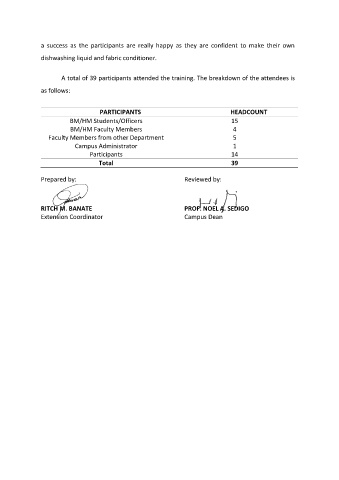 a success as the participants are really happy as they are confident to make their own
dishwashing liquid and fabric conditioner.
A total of 39 participants attended the training. The breakdown of the attendees is
as follows:
PARTICIPANTS HEADCOUNT
BM/HM Students/Officers 15
BM/HM Faculty Members 4
Faculty Members from other Department 5
Campus Administrator 1
Participants 14
Total 39
Prepared by: Reviewed by:
RITCH M. BANATE PROF. NOEL A. SEDIGO
Extension Coordinator Campus Dean